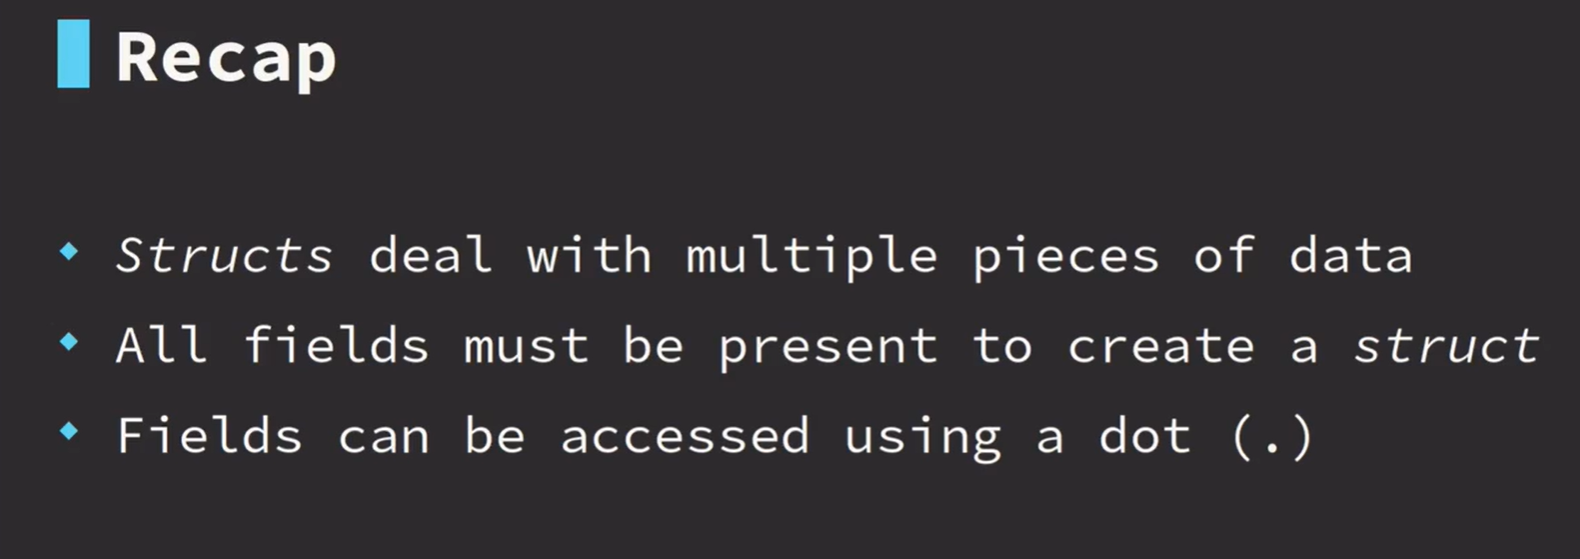 Recap
Structs deal with multiple pieces of data
All fields must be present to create a struct
Fields can be accessed using a dot (.)